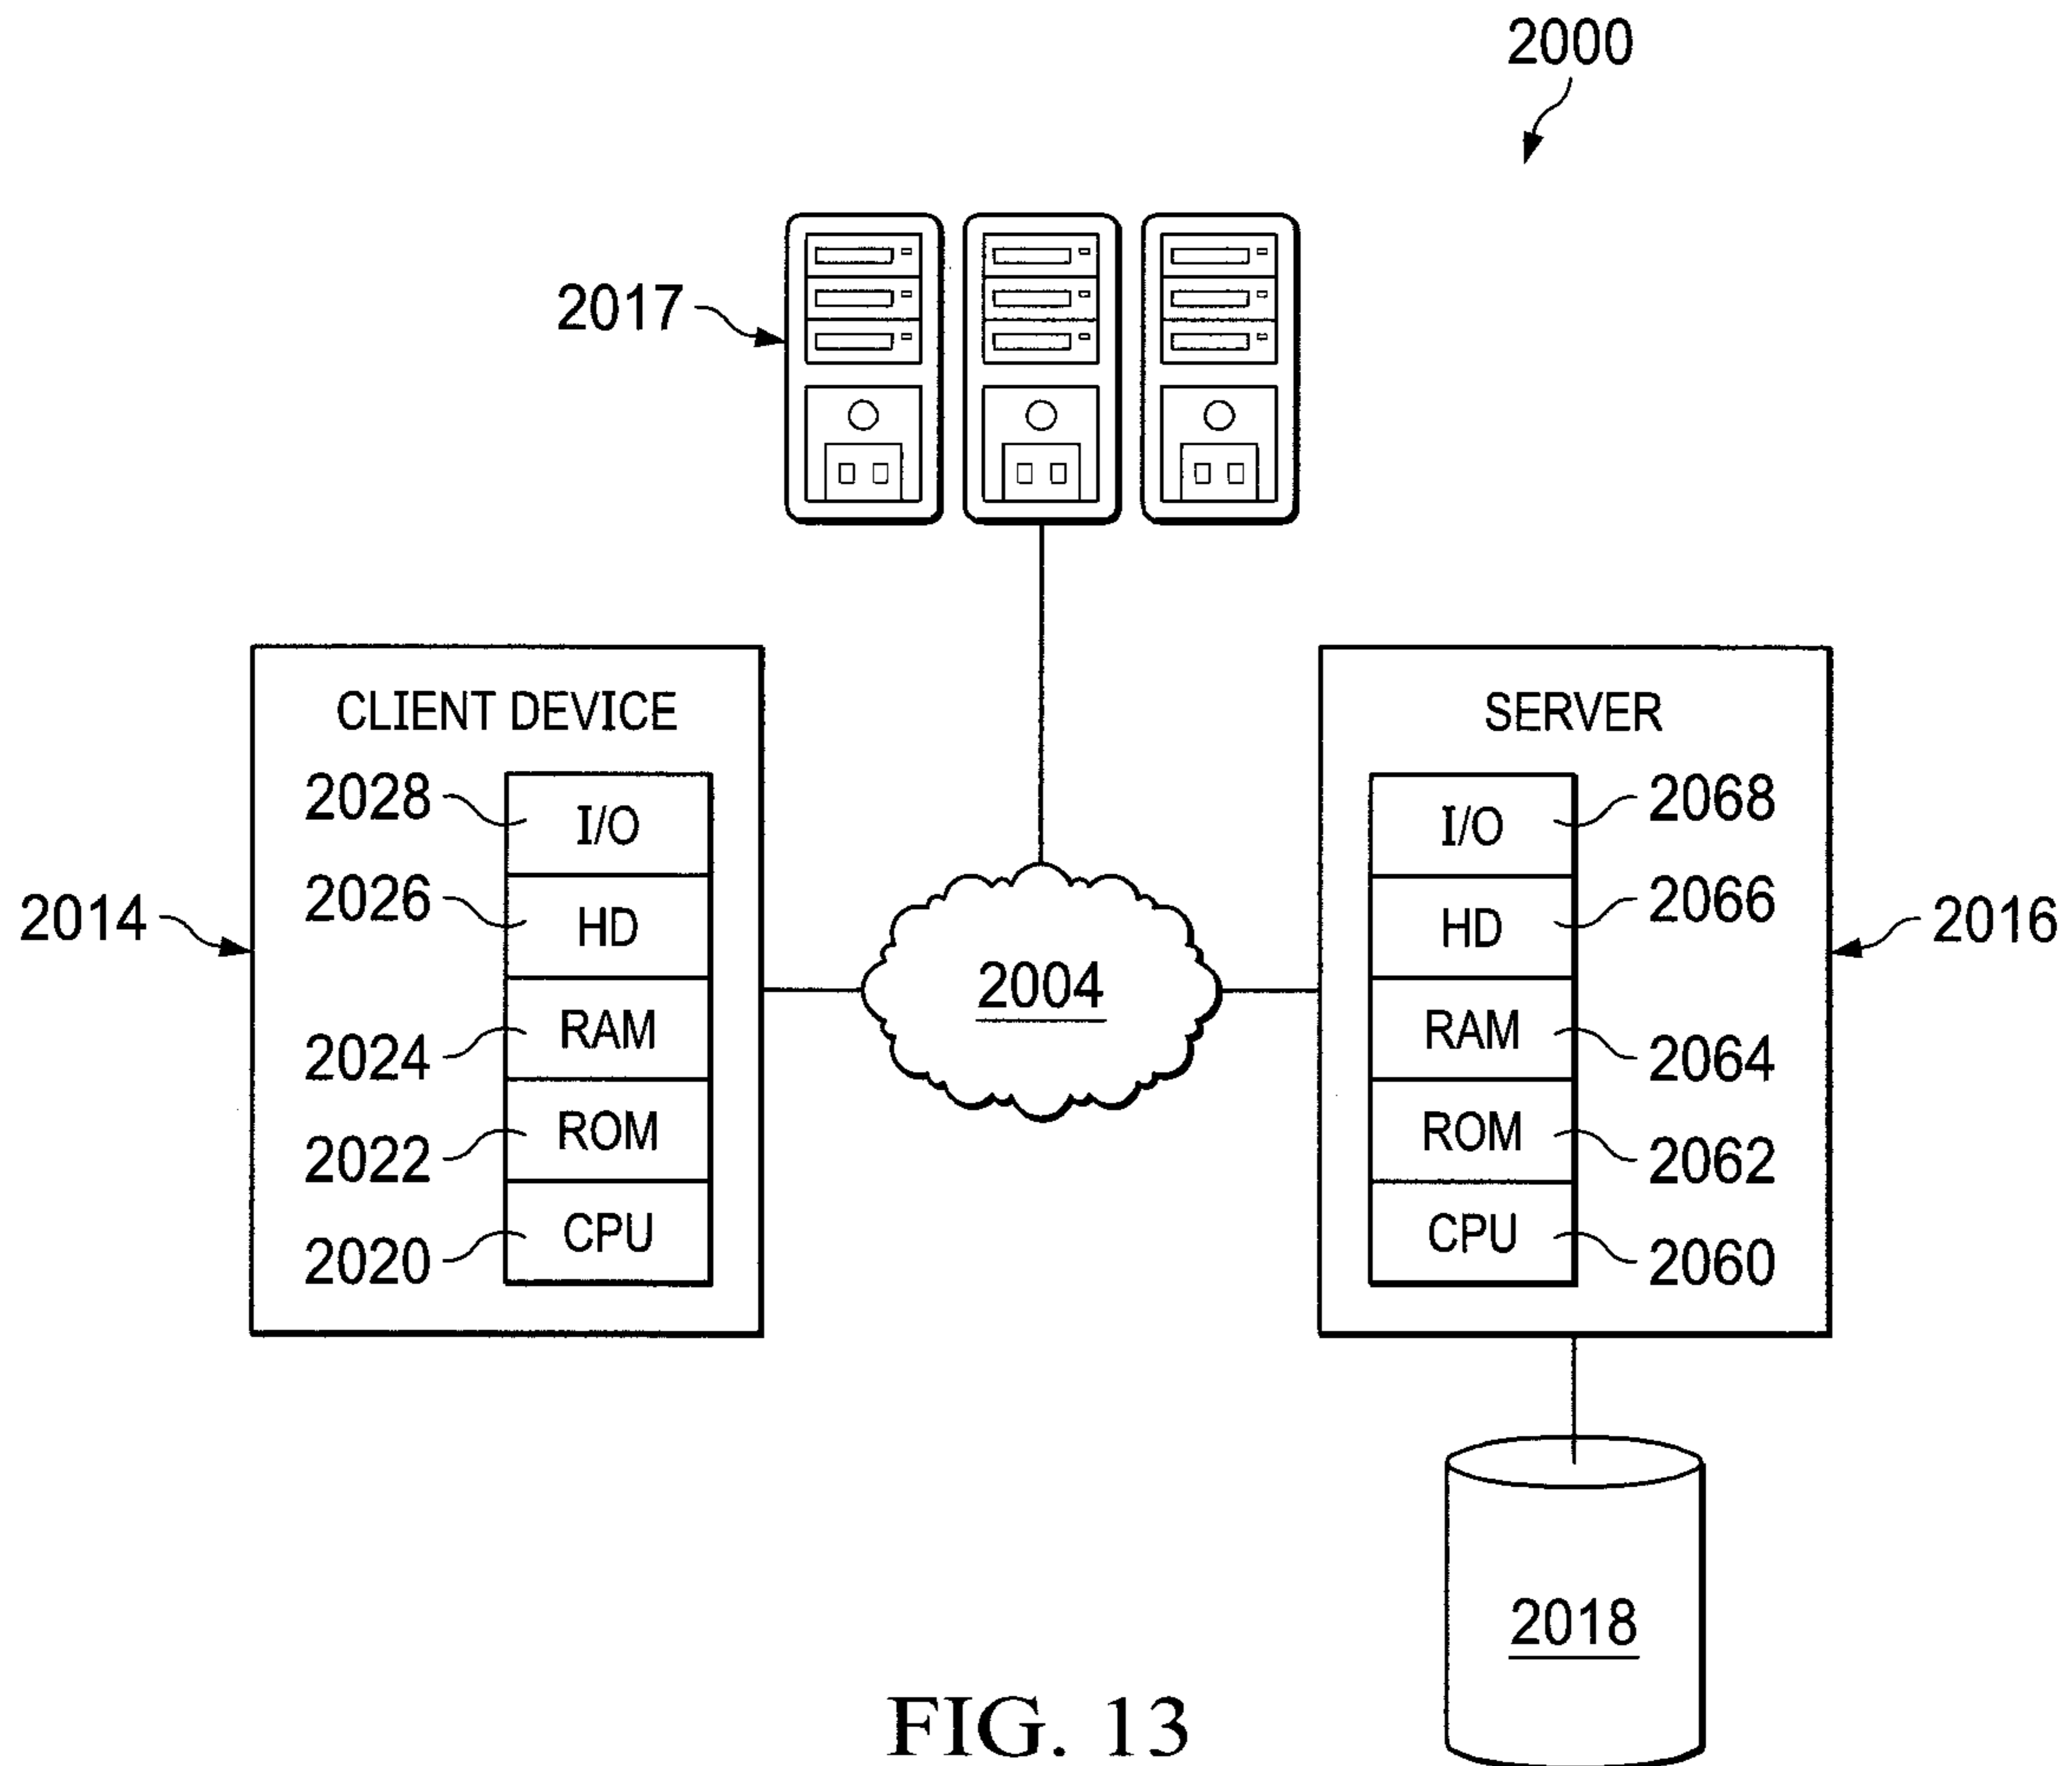 2000
2017
CLIENT DEVICE
2028 I/O
2026 HD
2024 RAM
2022 ROM
2020 CPU
2014
2004
SERVER
I/O 2068
HD 2066
RAM 2064
ROM 2062
CPU 2060
2016
2018
FIG. 13